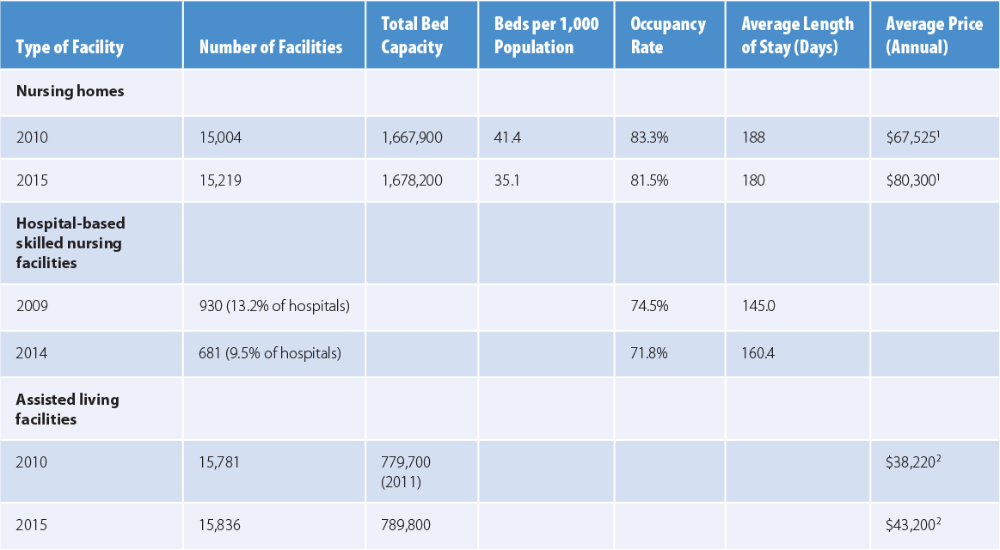 Type of Facility Number of Facilities Total Bed Capacity Beds per 1,000 Population Occupancy Rate Average Length of Stay (Days) Average Price (Annual)
Nursing homes
2010 15,004 1,667,900 41.4 83.3% 188 $67,525¹
2015 15,219 1,678,200 35.1 81.5% 180 $80,300¹
Hospital-based
skilled nursing
facilities
2009 930 (13.2% of hospitals) 74.5% 145.0
2014 681 (9.5% of hospitals) 71.8% 160.4
Assisted living
facilities
2010 15,781 779,700 (2011) $38,220²
2015 15,836 789,800 $43,200²